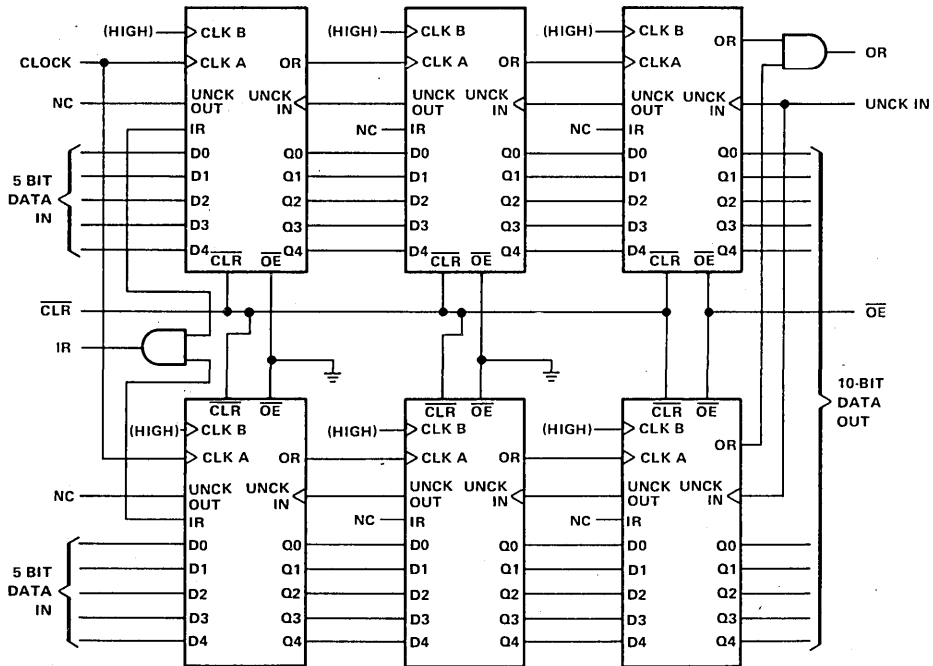 (HIGH) CLK B (HIGH) CLK B (HIGH) CLK B
OR OR
CLOCK CLK A OR CLK A OR CLKA
NC UNCK OUT UNCK IN UNCK OUT UNCK IN UNCK OUT UNCK IN UNCK IN
IR NC IR NC IR
5 BIT DATA IN
D0 Q0 D0 Q0 D0 Q0
D1 Q1 D1 Q1 D1 Q1
D2 Q2 D2 Q2 D2 Q2
D3 Q3 D3 Q3 D3 Q3
D4 Q4 D4 Q4 D4 Q4
CLR OE CLR OE CLR OE
CLR OE
IR
10-BIT DATA OUT
CLR OE CLR OE CLR OE
(HIGH) CLK B (HIGH) CLK B (HIGH) CLK B
OR
CLK A OR CLK A OR CLK A
NC UNCK OUT UNCK IN UNCK OUT UNCK IN UNCK OUT UNCK IN
IR NC IR NC IR
5 BIT DATA IN
D0 Q0 D0 Q0 D0 Q0
D1 Q1 D1 Q1 D1 Q1
D2 Q2 D2 Q2 D2 Q2
D3 Q3 D3 Q3 D3 Q3
D4 Q4 D4 Q4 D4 Q4